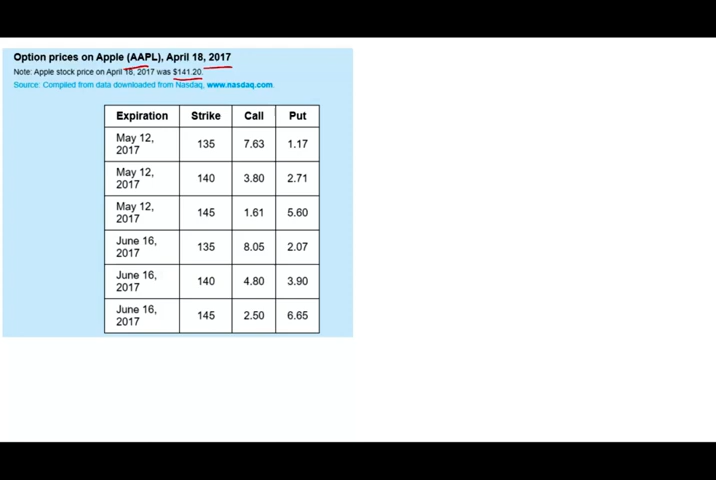 Option prices on Apple (AAPL), April 18, 2017
Note: Apple stock price on April 18, 2017 was $141.20.
Source: Compiled from data downloaded from Nasdaq, www.nasdaq.com.
Expiration Strike Call Put
May 12,
2017 135 7.63 1.17
May 12,
2017 140 3.80 2.71
May 12,
2017 145 1.61 5.60
June 16,
2017 135 8.05 2.07
June 16,
2017 140 4.80 3.90
June 16,
2017 145 2.50 6.65